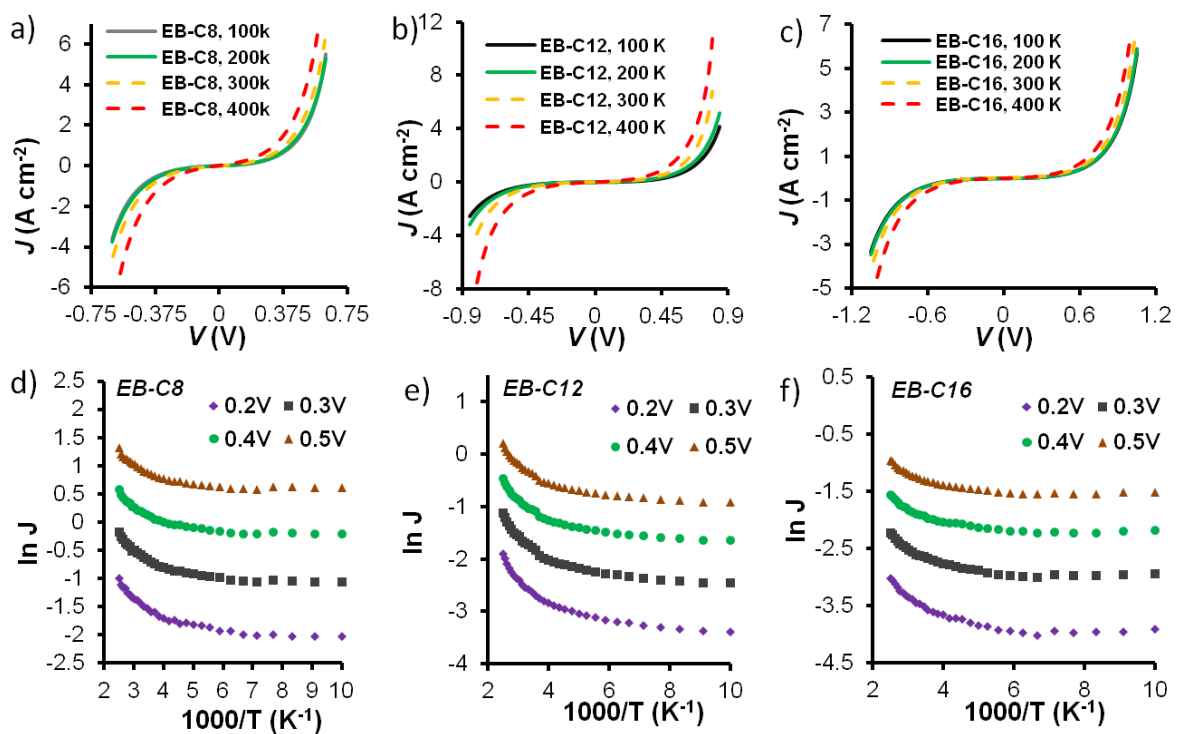 a)
EB-C8, 100k
EB-C8, 200k
EB-C8, 300k
EB-C8, 400k
J (A cm-2)
6
4
2
0
-2
-4
-6
-0.75 -0.375 0 0.375 0.75
V (V)
b)
EB-C12, 100 K
EB-C12, 200 K
EB-C12, 300 K
EB-C12, 400 K
J (A cm-2)
12
8
4
0
-4
-8
-0.9 -0.45 0 0.45 0.9
V (V)
c)
EB-C16, 100 K
EB-C16, 200 K
EB-C16, 300 K
EB-C16, 400 K
J (A cm-2)
7
5
3
1
-1
-3
-5
-1.2 -0.6 0 0.6 1.2
V (V)
d)
EB-C8
0.2V 0.3V
0.4V 0.5V
ln J
2.5
2
1.5
1
0.5
0
-0.5
-1
-1.5
-2
-2.5
2 3 4 5 6 7 8 9 10
1000/T (K-1)
e)
EB-C12
0.2V 0.3V
0.4V 0.5V
ln J
1
0
-1
-2
-3
-4
2 4 6 8 10
1000/T (K-1)
f)
EB-C16
0.2V 0.3V
0.4V 0.5V
ln J
0.5
-0.5
-1.5
-2.5
-3.5
-4.5
2 4 6 8 10
1000/T (K-1)